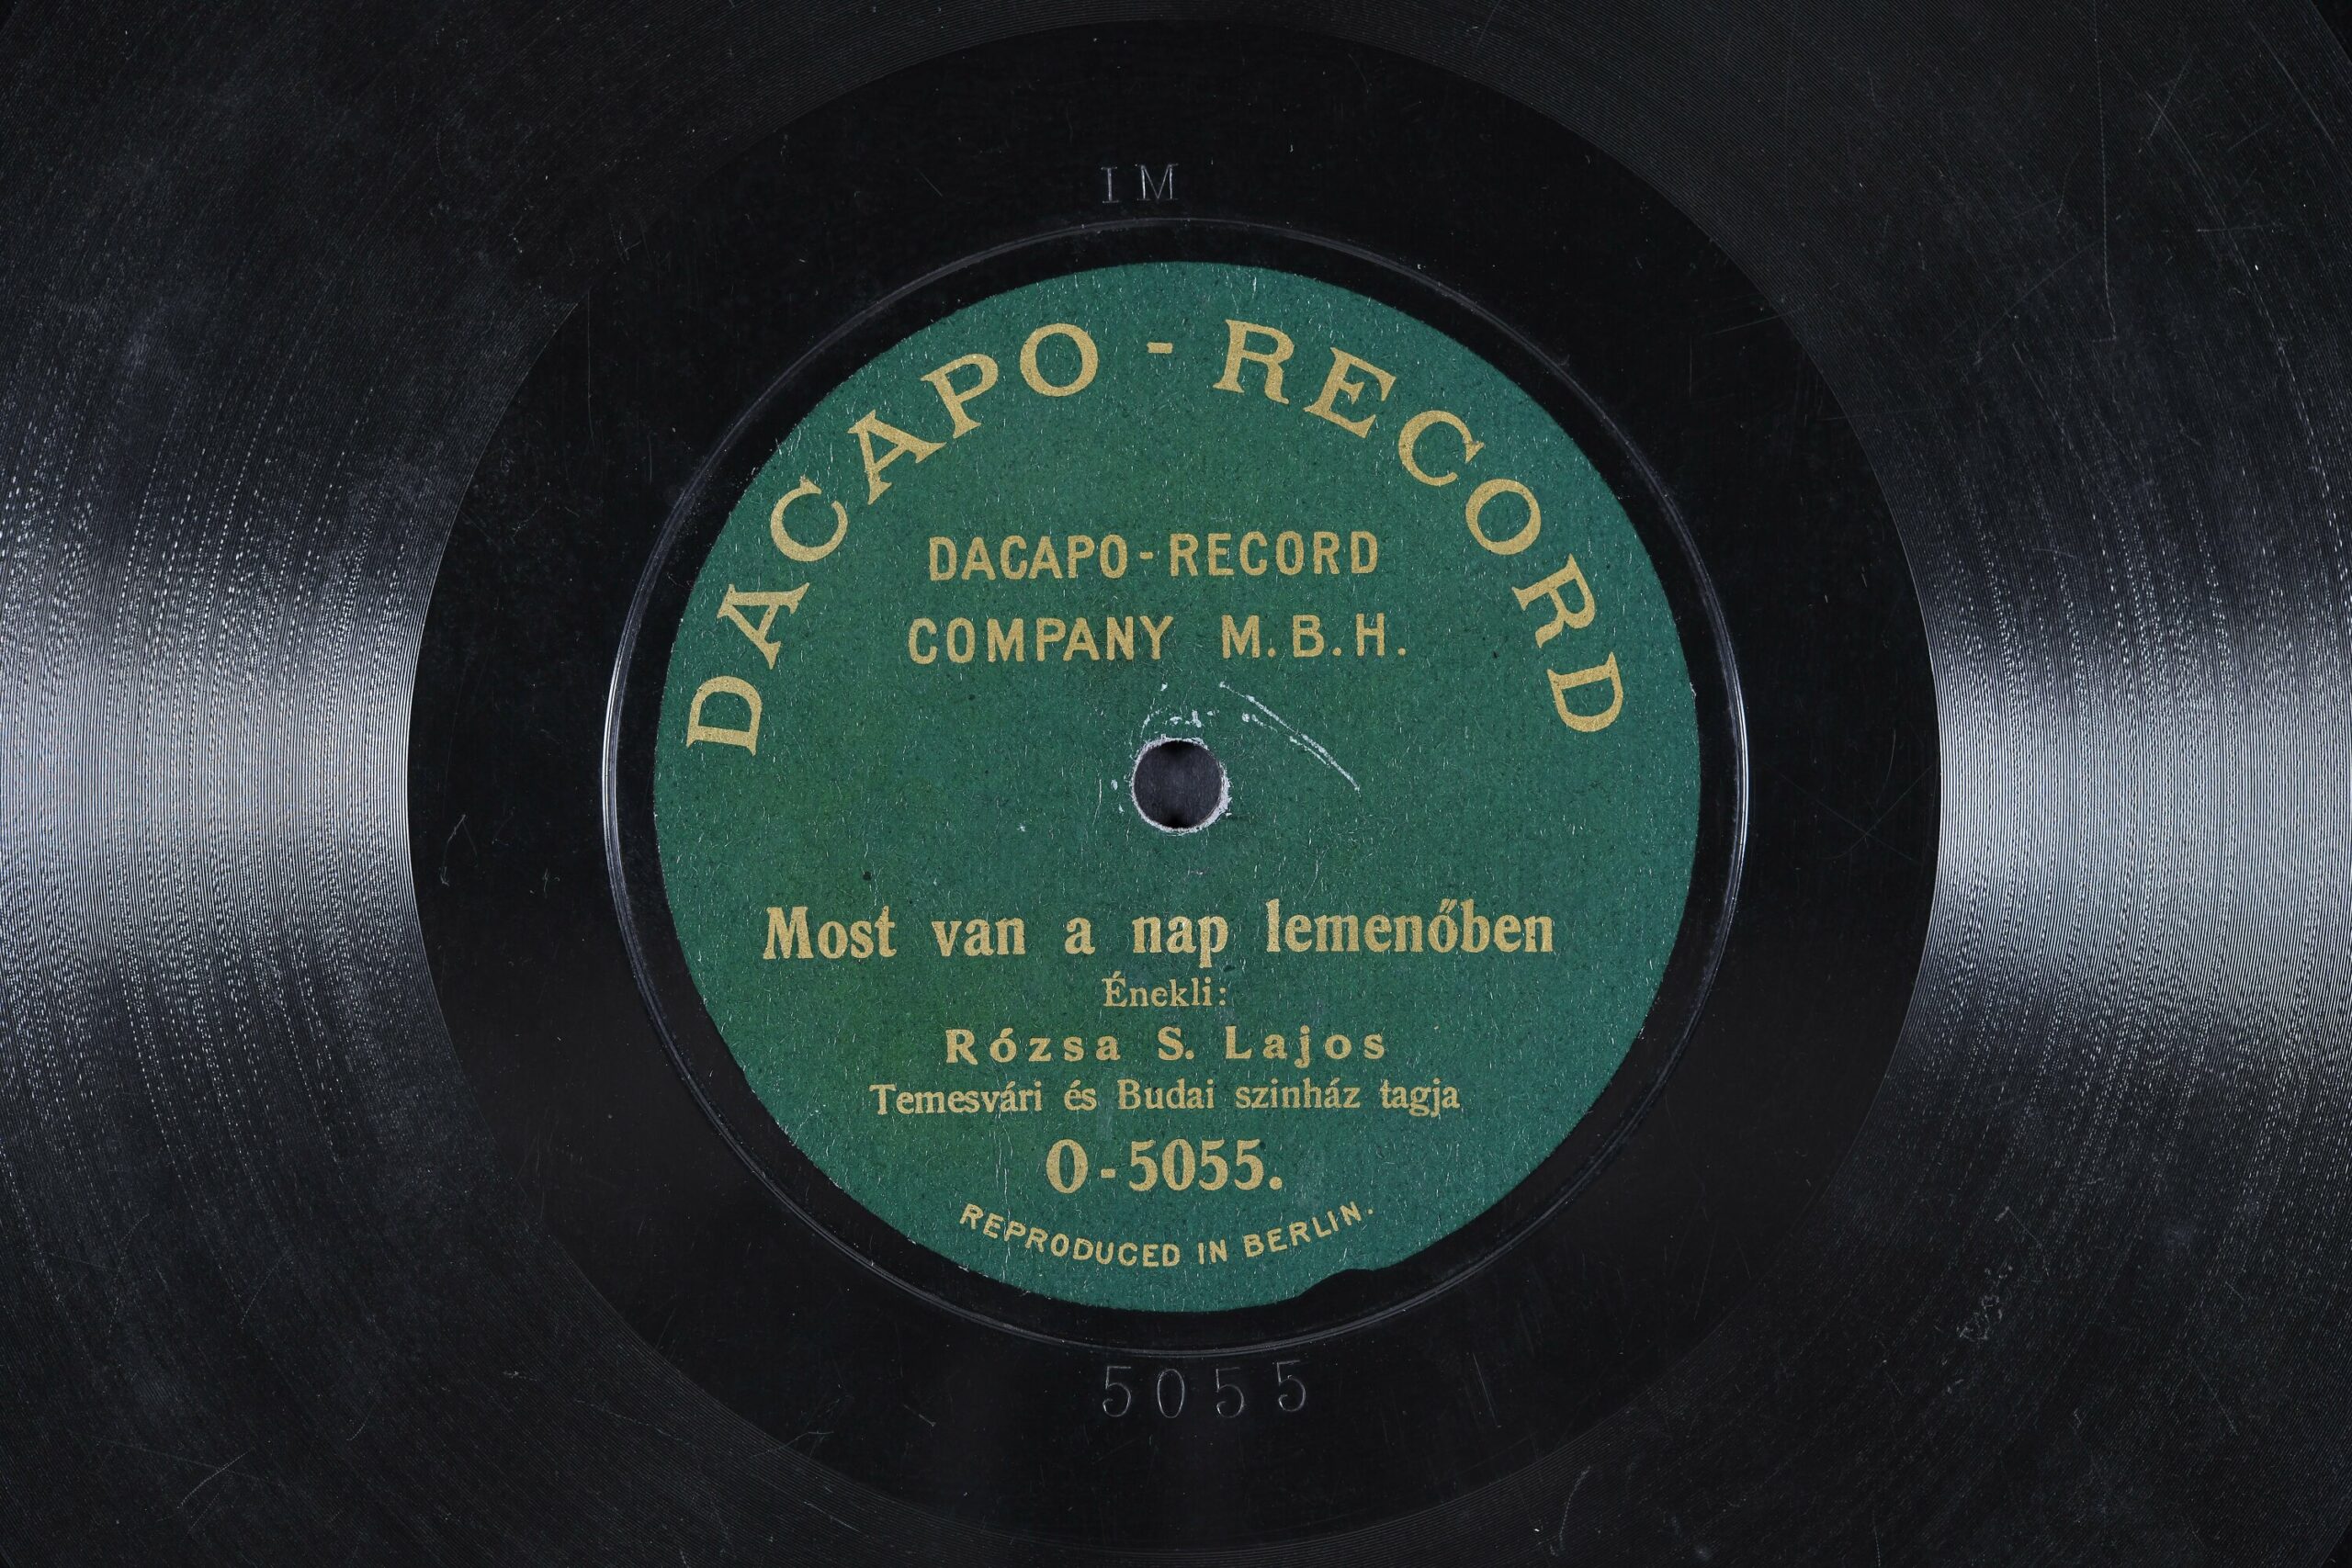 IM
DACAPO - RECORD
DACAPO - RECORD
COMPANY M. B. H.
Most van a nap lemenőben
Énekli:
Rózsa S. Lajos
Temesvári és Budai szinház tagja
O - 5055.
REPRODUCED IN BERLIN.
5055